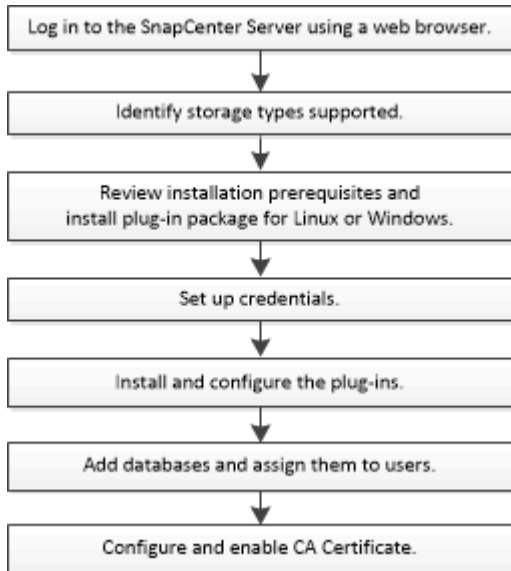 Log in to the SnapCenter Server using a web browser.
Identify storage types supported.
Review installation prerequisites and
install plug-in package for Linux or Windows.
Set up credentials.
Install and configure the plug-ins.
Add databases and assign them to users.
Configure and enable CA Certificate.